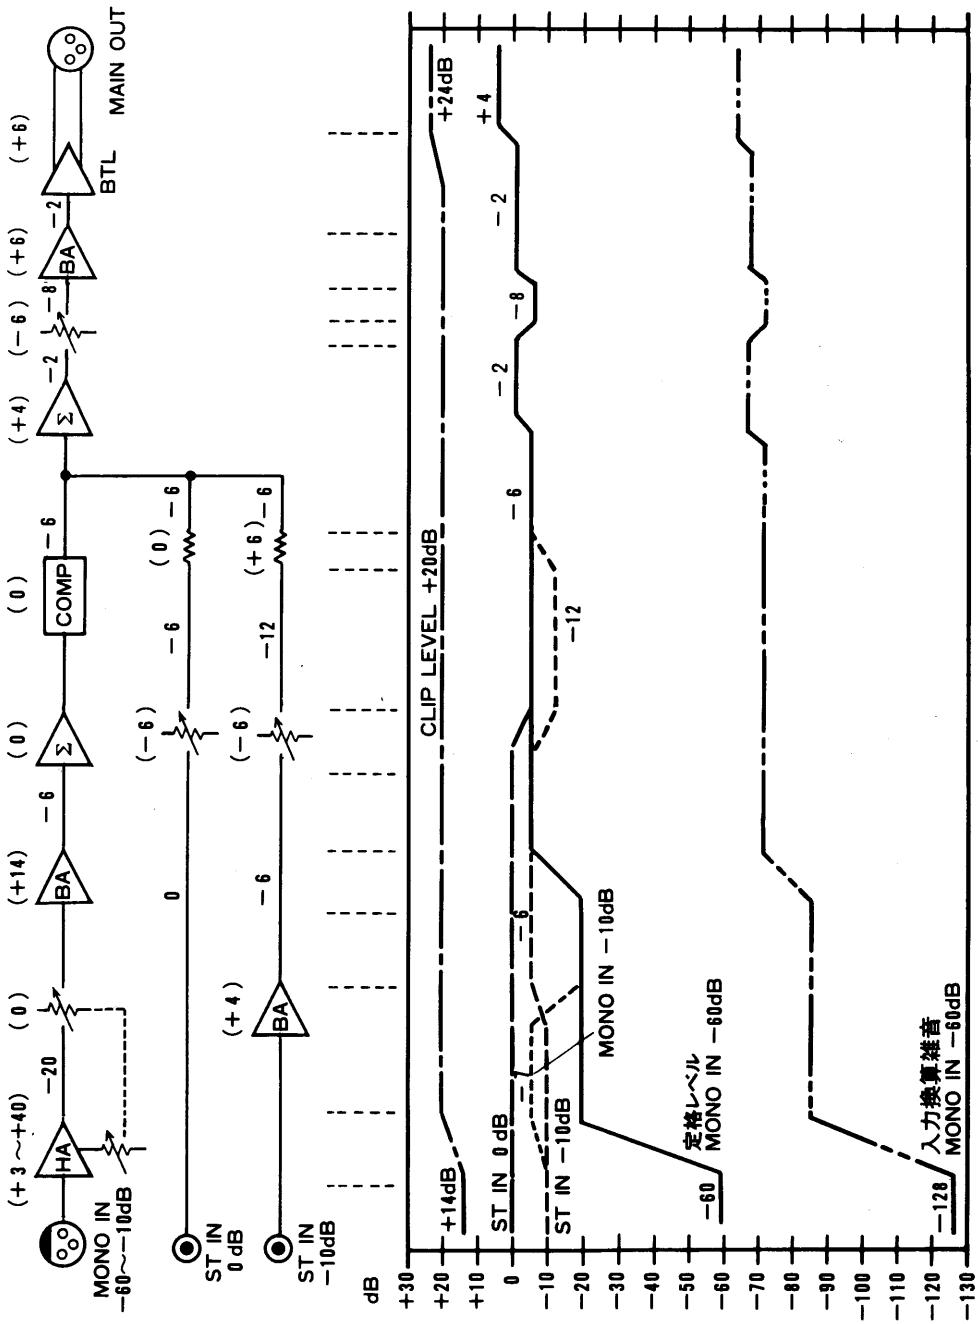 (+3～+40)
(0)
(+14)
(0)
(0)
(+4)
(-6)
(+6)
(+6)
MONO IN
-60～-10dB
HA
-20
BA
-6
Σ
COMP
-6
Σ
-2
-8
BA
-2
BTL
MAIN OUT
ST IN
0dB
0
(-6)
-6
(0)
-6
ST IN
-10dB
(+4)
BA
-6
(-6)
-12
(+6)
-6
dB
+30
+20
+10
0
-10
-20
-30
-40
-50
-60
-70
-80
-90
-100
-110
-120
-130
+14dB
CLIP LEVEL +20dB
+24dB
ST IN 0dB
ST IN -10dB
-6
MONO IN -10dB
-12
-6
-2
-8
-2
+4
-60
定格レベル
MONO IN -60dB
-128
入力換算雑音
MONO IN -60dB